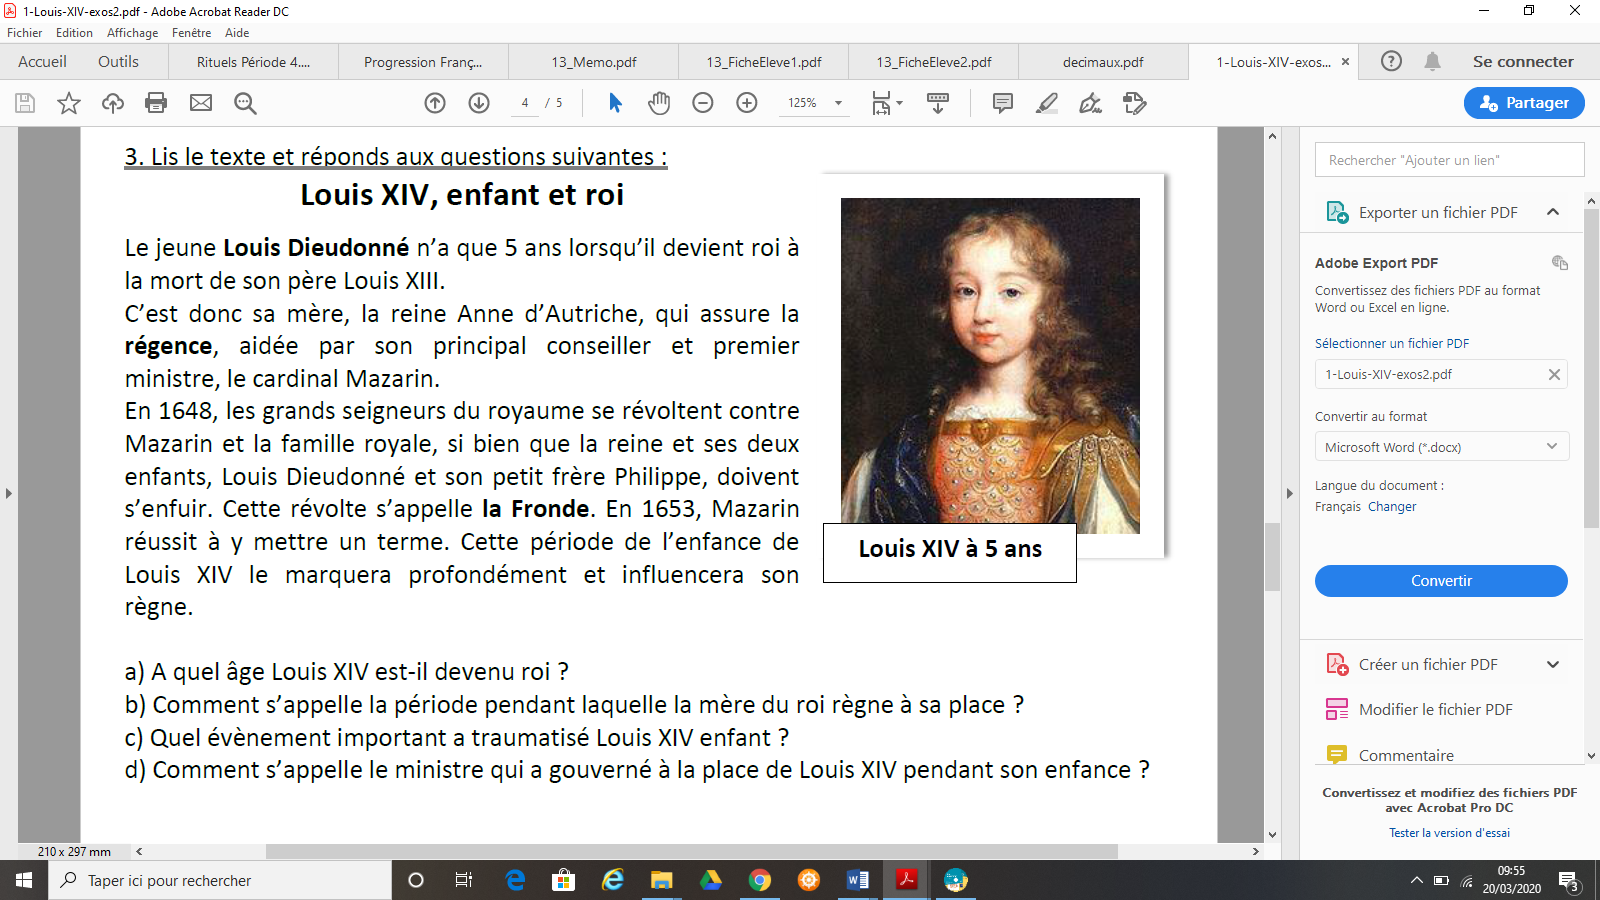 1-Louis-XIV-exos2.pdf - Adobe Acrobat Reader DC
Fichier Edition Affichage Fenêtre Aide
Accueil Outils Rituels Période 4.... Progression Franç... 13_Memo.pdf 13_FicheEleve1.pdf 13_FicheEleve2.pdf decimaux.pdf 1-Louis-XIV-exos... × Se connecter
4 / 5 125% Partager
3. Lis le texte et réponds aux questions suivantes :
Louis XIV, enfant et roi
Le jeune Louis Dieudonné n’a que 5 ans lorsqu’il devient roi à
la mort de son père Louis XIII.
C’est donc sa mère, la reine Anne d’Autriche, qui assure la
régence, aidée par son principal conseiller et premier
ministre, le cardinal Mazarin.
En 1648, les grands seigneurs du royaume se révoltent contre
Mazarin et la famille royale, si bien que la reine et ses deux
enfants, Louis Dieudonné et son petit frère Philippe, doivent
s’enfuir. Cette révolte s’appelle la Fronde. En 1653, Mazarin
réussit à y mettre un terme. Cette période de l’enfance de
Louis XIV le marquera profondément et influencera son
règne.
Louis XIV à 5 ans
a) A quel âge Louis XIV est-il devenu roi ?
b) Comment s’appelle la période pendant laquelle la mère du roi règne à sa place ?
c) Quel évènement important a traumatisé Louis XIV enfant ?
d) Comment s’appelle le ministre qui a gouverné à la place de Louis XIV pendant son enfance ?
210 x 297 mm
Rechercher "Ajouter un lien"
Exporter un fichier PDF
Adobe Export PDF
Convertissez des fichiers PDF au format
Word ou Excel en ligne.
Sélectionner un fichier PDF
1-Louis-XIV-exos2.pdf
Convertir au format
Microsoft Word (*.docx)
Langue du document :
Français Changer
Convertir
Créer un fichier PDF
Modifier le fichier PDF
Commentaire
Convertissez et modifiez des fichiers PDF
avec Acrobat Pro DC
Tester la version d'essai
Taper ici pour rechercher
09:55
20/03/2020
3